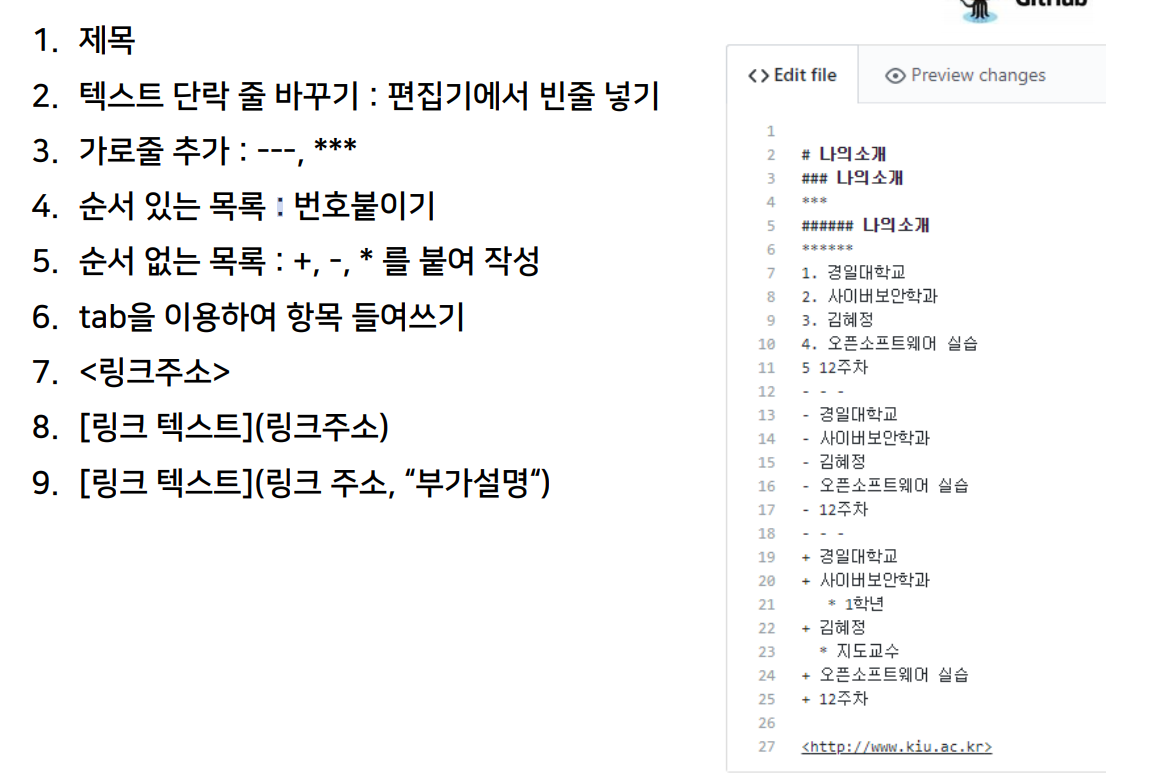 1. 제목
2. 텍스트 단락 줄 바꾸기 : 편집기에서 빈줄 넣기
3. 가로줄 추가 : ---, ***
4. 순서 있는 목록 : 번호붙이기
5. 순서 없는 목록 : +, -, * 를 붙여 작성
6. tab을 이용하여 항목 들여쓰기
7. <링크주소>
8. [링크 텍스트](링크주소)
9. [링크 텍스트](링크 주소, “부가설명“)
GitHub
<> Edit file
Preview changes
1
2 # 나의소개
3 ### 나의소개
4 ***
5 ###### 나의소개
6 ******
7 1. 경일대학교
8 2. 사이버보안학과
9 3. 김혜정
10 4. 오픈소프트웨어 실습
11 5 12주차
12 - - -
13 - 경일대학교
14 - 사이버보안학과
15 - 김혜정
16 - 오픈소프트웨어 실습
17 - 12주차
18 - - -
19 + 경일대학교
20 + 사이버보안학과
21 * 1학년
22 + 김혜정
23 * 지도교수
24 + 오픈소프트웨어 실습
25 + 12주차
26
27 <http://www.kiu.ac.kr>